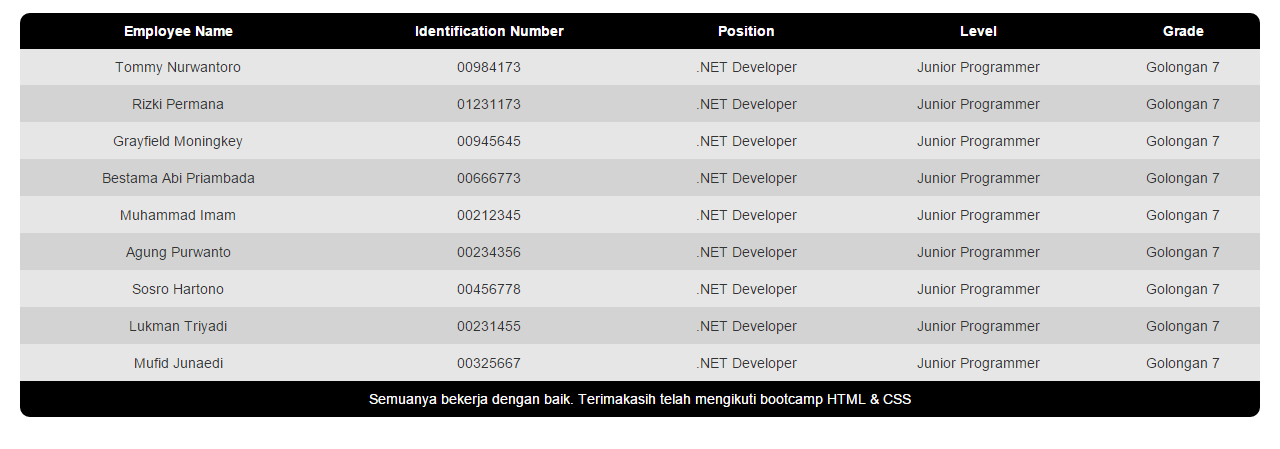 Employee Name Identification Number Position Level Grade
Tommy Nurwantoro 00984173 .NET Developer Junior Programmer Golongan 7
Rizki Permana 01231173 .NET Developer Junior Programmer Golongan 7
Grayfield Moningkey 00945645 .NET Developer Junior Programmer Golongan 7
Bestama Abi Priambada 00666773 .NET Developer Junior Programmer Golongan 7
Muhammad Imam 00212345 .NET Developer Junior Programmer Golongan 7
Agung Purwanto 00234356 .NET Developer Junior Programmer Golongan 7
Sosro Hartono 00456778 .NET Developer Junior Programmer Golongan 7
Lukman Triyadi 00231455 .NET Developer Junior Programmer Golongan 7
Mufid Junaedi 00325667 .NET Developer Junior Programmer Golongan 7
Semuanya bekerja dengan baik. Terimakasih telah mengikuti bootcamp HTML & CSS